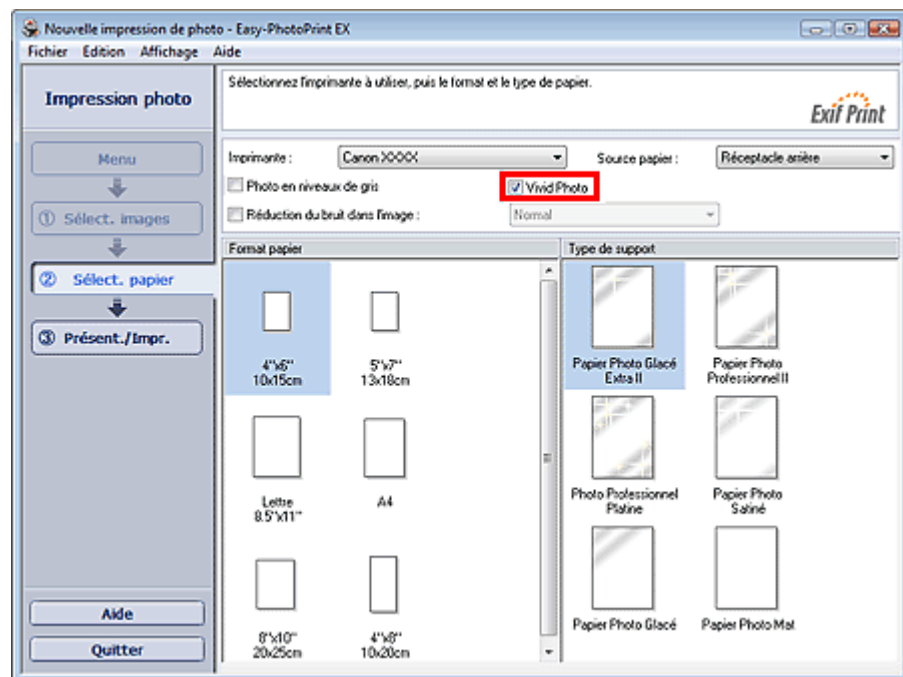 Nouvelle impression de photo - Easy-PhotoPrint EX
Fichier Edition Affichage Aide
Impression photo
Sélectionnez l'imprimante à utiliser, puis le format et le type de papier.
Exif Print
Menu
① Sélect. images
② Sélect. papier
③ Présent./Impr.
Aide
Quitter
Imprimante : Canon XXXX Source papier : Réceptacle arrière
Photo en niveaux de gris Vivid Photo
Réduction du bruit dans l'image : Normal
Format papier
4"x6"
10x15cm
5"x7"
13x18cm
Lettre
8.5"x11"
A4
8"x10"
20x25cm
4"x8"
10x20cm
Type de support
Papier Photo Glacé
Extra II
Papier Photo
Professionnel II
Photo Professionnel
Platine
Papier Photo
Satiné
Papier Photo Glacé
Papier Photo Mat